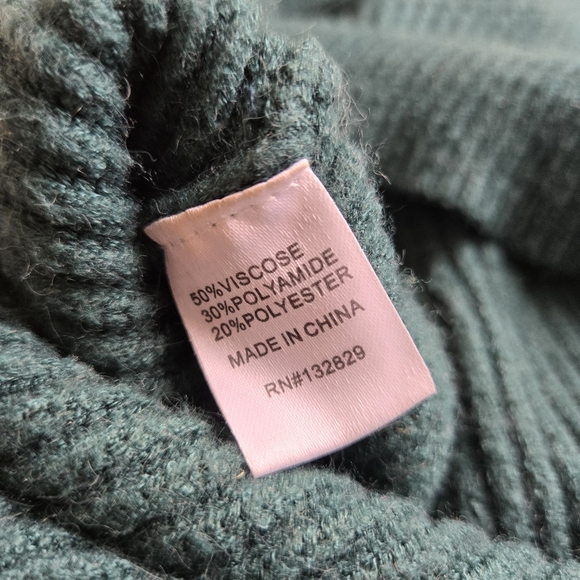 50%VISCOSE
30%POLYAMIDE
20%POLYESTER
MADE IN CHINA
RN#132829